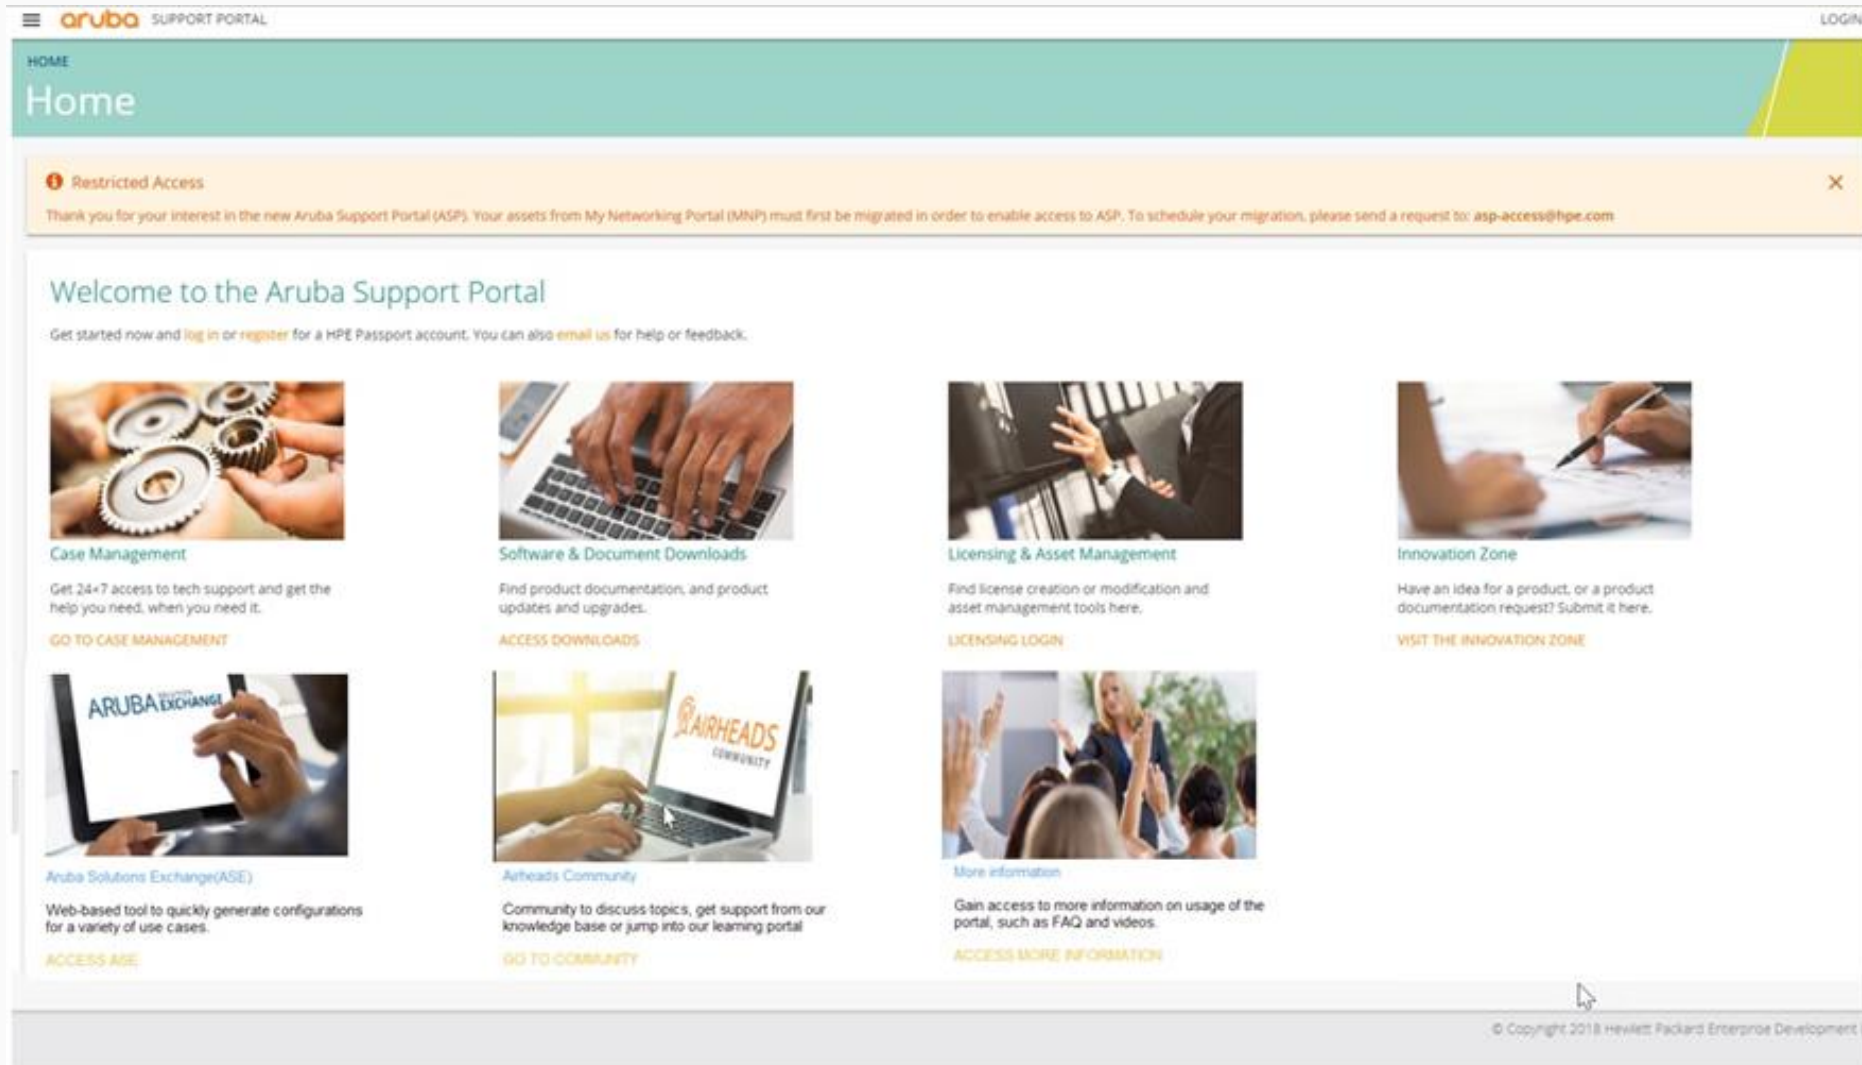 aruba SUPPORT PORTAL
LOGIN
HOME
Home
Restricted Access
Thank you for your interest in the new Aruba Support Portal (ASP). Your assets from My Networking Portal (MNP) must first be migrated in order to enable access to ASP. To schedule your migration, please send a request to: asp-access@hpe.com
Welcome to the Aruba Support Portal
Get started now and log in or register for a HPE Passport account. You can also email us for help or feedback.
Case Management
Get 24×7 access to tech support and get the
help you need, when you need it.
GO TO CASE MANAGEMENT
Software & Document Downloads
Find product documentation, and product
updates and upgrades.
ACCESS DOWNLOADS
Licensing & Asset Management
Find license creation or modification and
asset management tools here.
LICENSING LOGIN
Innovation Zone
Have an idea for a product, or a product
documentation request? Submit it here.
VISIT THE INNOVATION ZONE
ARUBA SOLUTION
EXCHANGE
Aruba Solutions Exchange(ASE)
Web-based tool to quickly generate configurations
for a variety of use cases.
ACCESS ASE
AIRHEADS
COMMUNITY
Airheads Community
Community to discuss topics, get support from our
knowledge base or jump into our learning portal
GO TO COMMUNITY
More information
Gain access to more information on usage of the
portal, such as FAQ and videos.
ACCESS MORE INFORMATION
© Copyright 2018 Hewlett Packard Enterprise Development